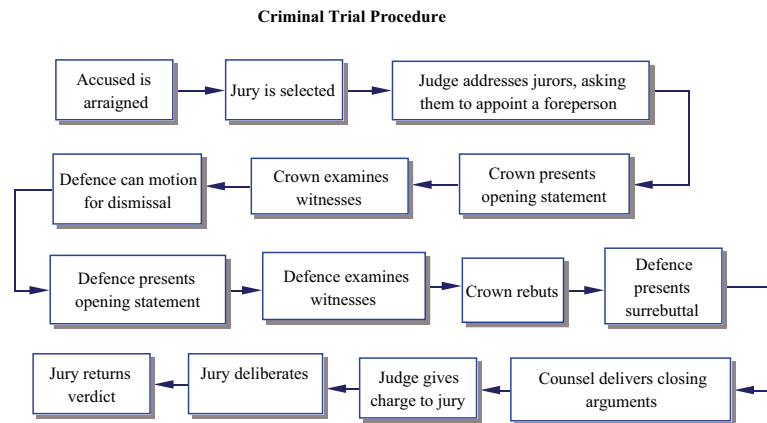 Criminal Trial Procedure
Accused is
arraigned
Jury is selected
Judge addresses jurors, asking
them to appoint a foreperson
Crown presents
opening statement
Crown examines
witnesses
Defence can motion
for dismissal
Defence presents
opening statement
Defence examines
witnesses
Crown rebuts
Defence
presents
surrebuttal
Counsel delivers closing
arguments
Judge gives
charge to jury
Jury deliberates
Jury returns
verdict